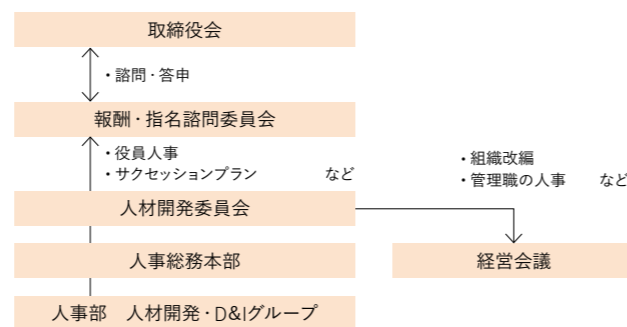 取締役会
・諮問・答申
報酬・指名諮問委員会
・役員人事
・サクセッションプラン　　　など
・組織改編
・管理職の人事　など
人材開発委員会
人事総務本部
経営会議
人事部　人材開発・D&Iグループ